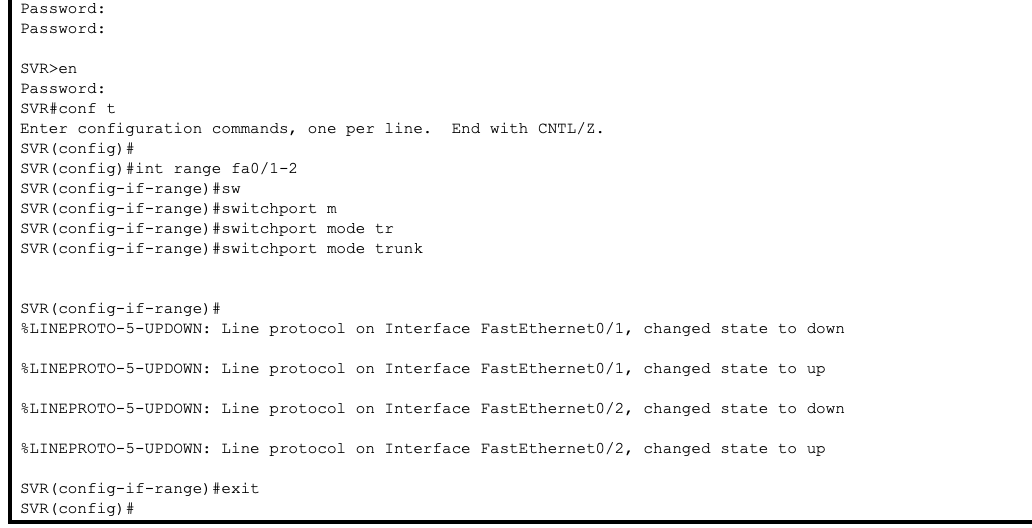 Password:
Password:
SVR>en
Password:
SVR#conf t
Enter configuration commands, one per line.  End with CNTL/Z.
SVR(config)#
SVR(config)#int range fa0/1-2
SVR(config-if-range)#sw
SVR(config-if-range)#switchport m
SVR(config-if-range)#switchport mode tr
SVR(config-if-range)#switchport mode trunk
SVR(config-if-range)#
%LINEPROTO-5-UPDOWN: Line protocol on Interface FastEthernet0/1, changed state to down
%LINEPROTO-5-UPDOWN: Line protocol on Interface FastEthernet0/1, changed state to up
%LINEPROTO-5-UPDOWN: Line protocol on Interface FastEthernet0/2, changed state to down
%LINEPROTO-5-UPDOWN: Line protocol on Interface FastEthernet0/2, changed state to up
SVR(config-if-range)#exit
SVR(config)#